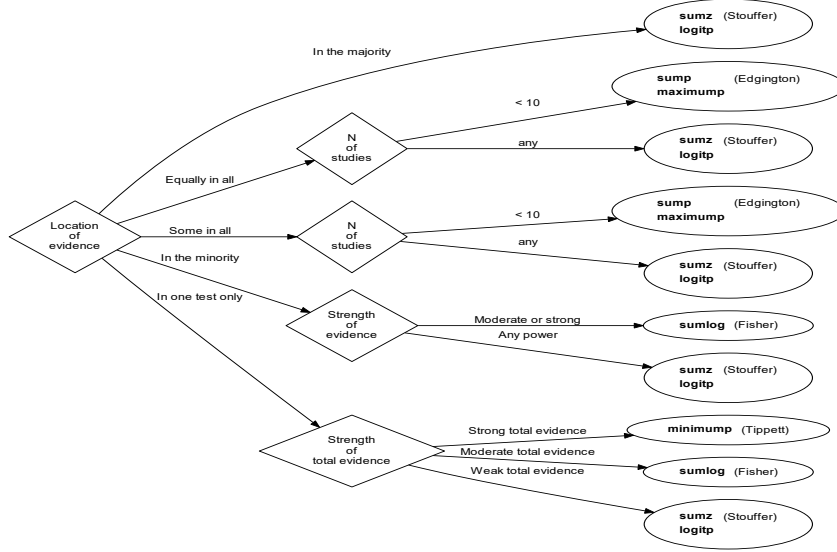 sumz (Stouffer)
logitp
In the majority
sump (Edgington)
maximump
< 10
N
of
studies
sumz (Stouffer)
logitp
any
Equally in all
sump (Edgington)
maximump
< 10
Location
of
evidence
Some in all
N
of
studies
any
In the minority
sumz (Stouffer)
logitp
In one test only
Strength
of
evidence
Moderate or strong
sumlog (Fisher)
Any power
sumz (Stouffer)
logitp
Strong total evidence
minimump (Tippett)
Strength
of
total evidence
Moderate total evidence
Weak total evidence
sumlog (Fisher)
sumz (Stouffer)
logitp